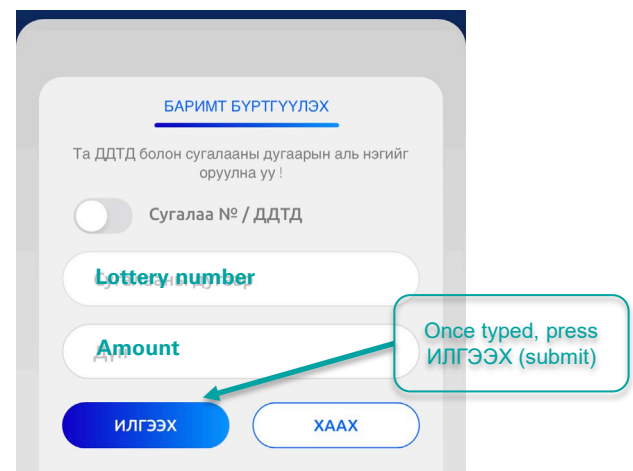 БАРИМТ БҮРТГҮҮЛЭХ
Та ДДТД болон сугалааны дугаарын аль нэгийг
оруулна уу !
Сугалаа № / ДДТД
Lottery number
Amount
Once typed, press
ИЛГЭЭХ (submit)
ИЛГЭЭХ
ХААХ